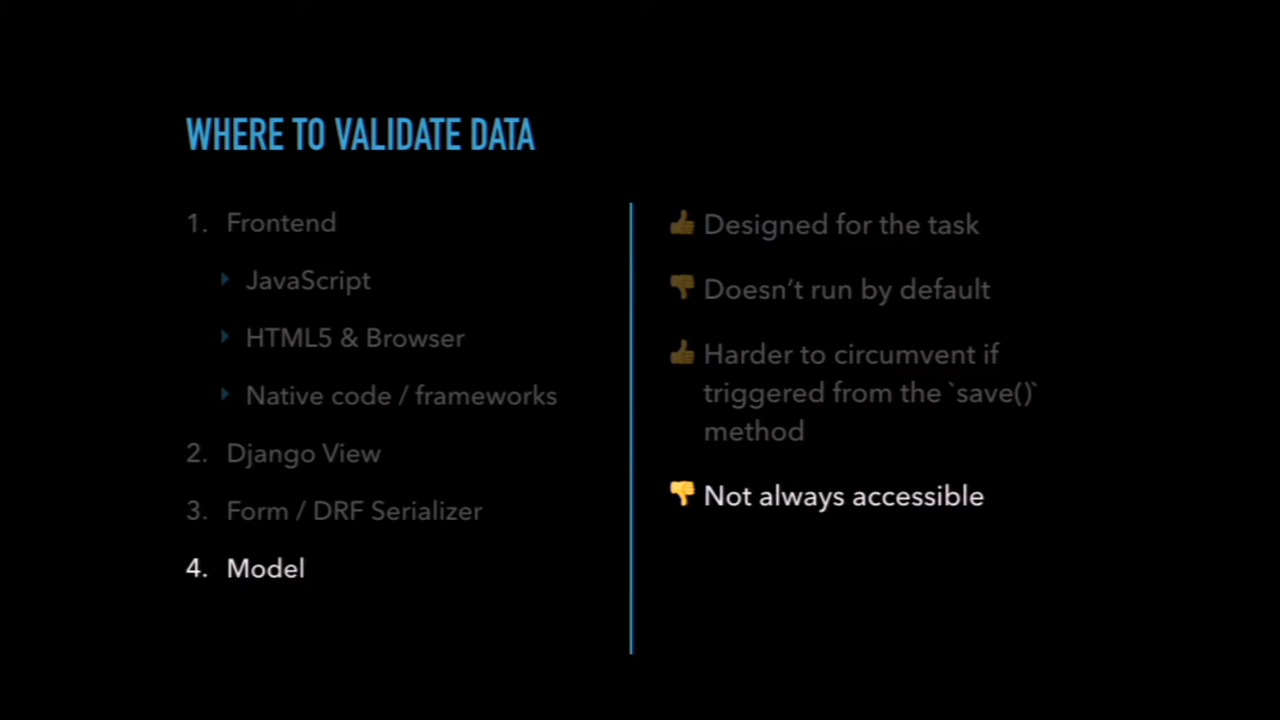 WHERE TO VALIDATE DATA
1. Frontend
JavaScript
HTML5 & Browser
Native code / frameworks
2. Django View
3. Form / DRF Serializer
4. Model
👍 Designed for the task
👎 Doesn’t run by default
👍 Harder to circumvent if
triggered from the `save()`
method
👎 Not always accessible